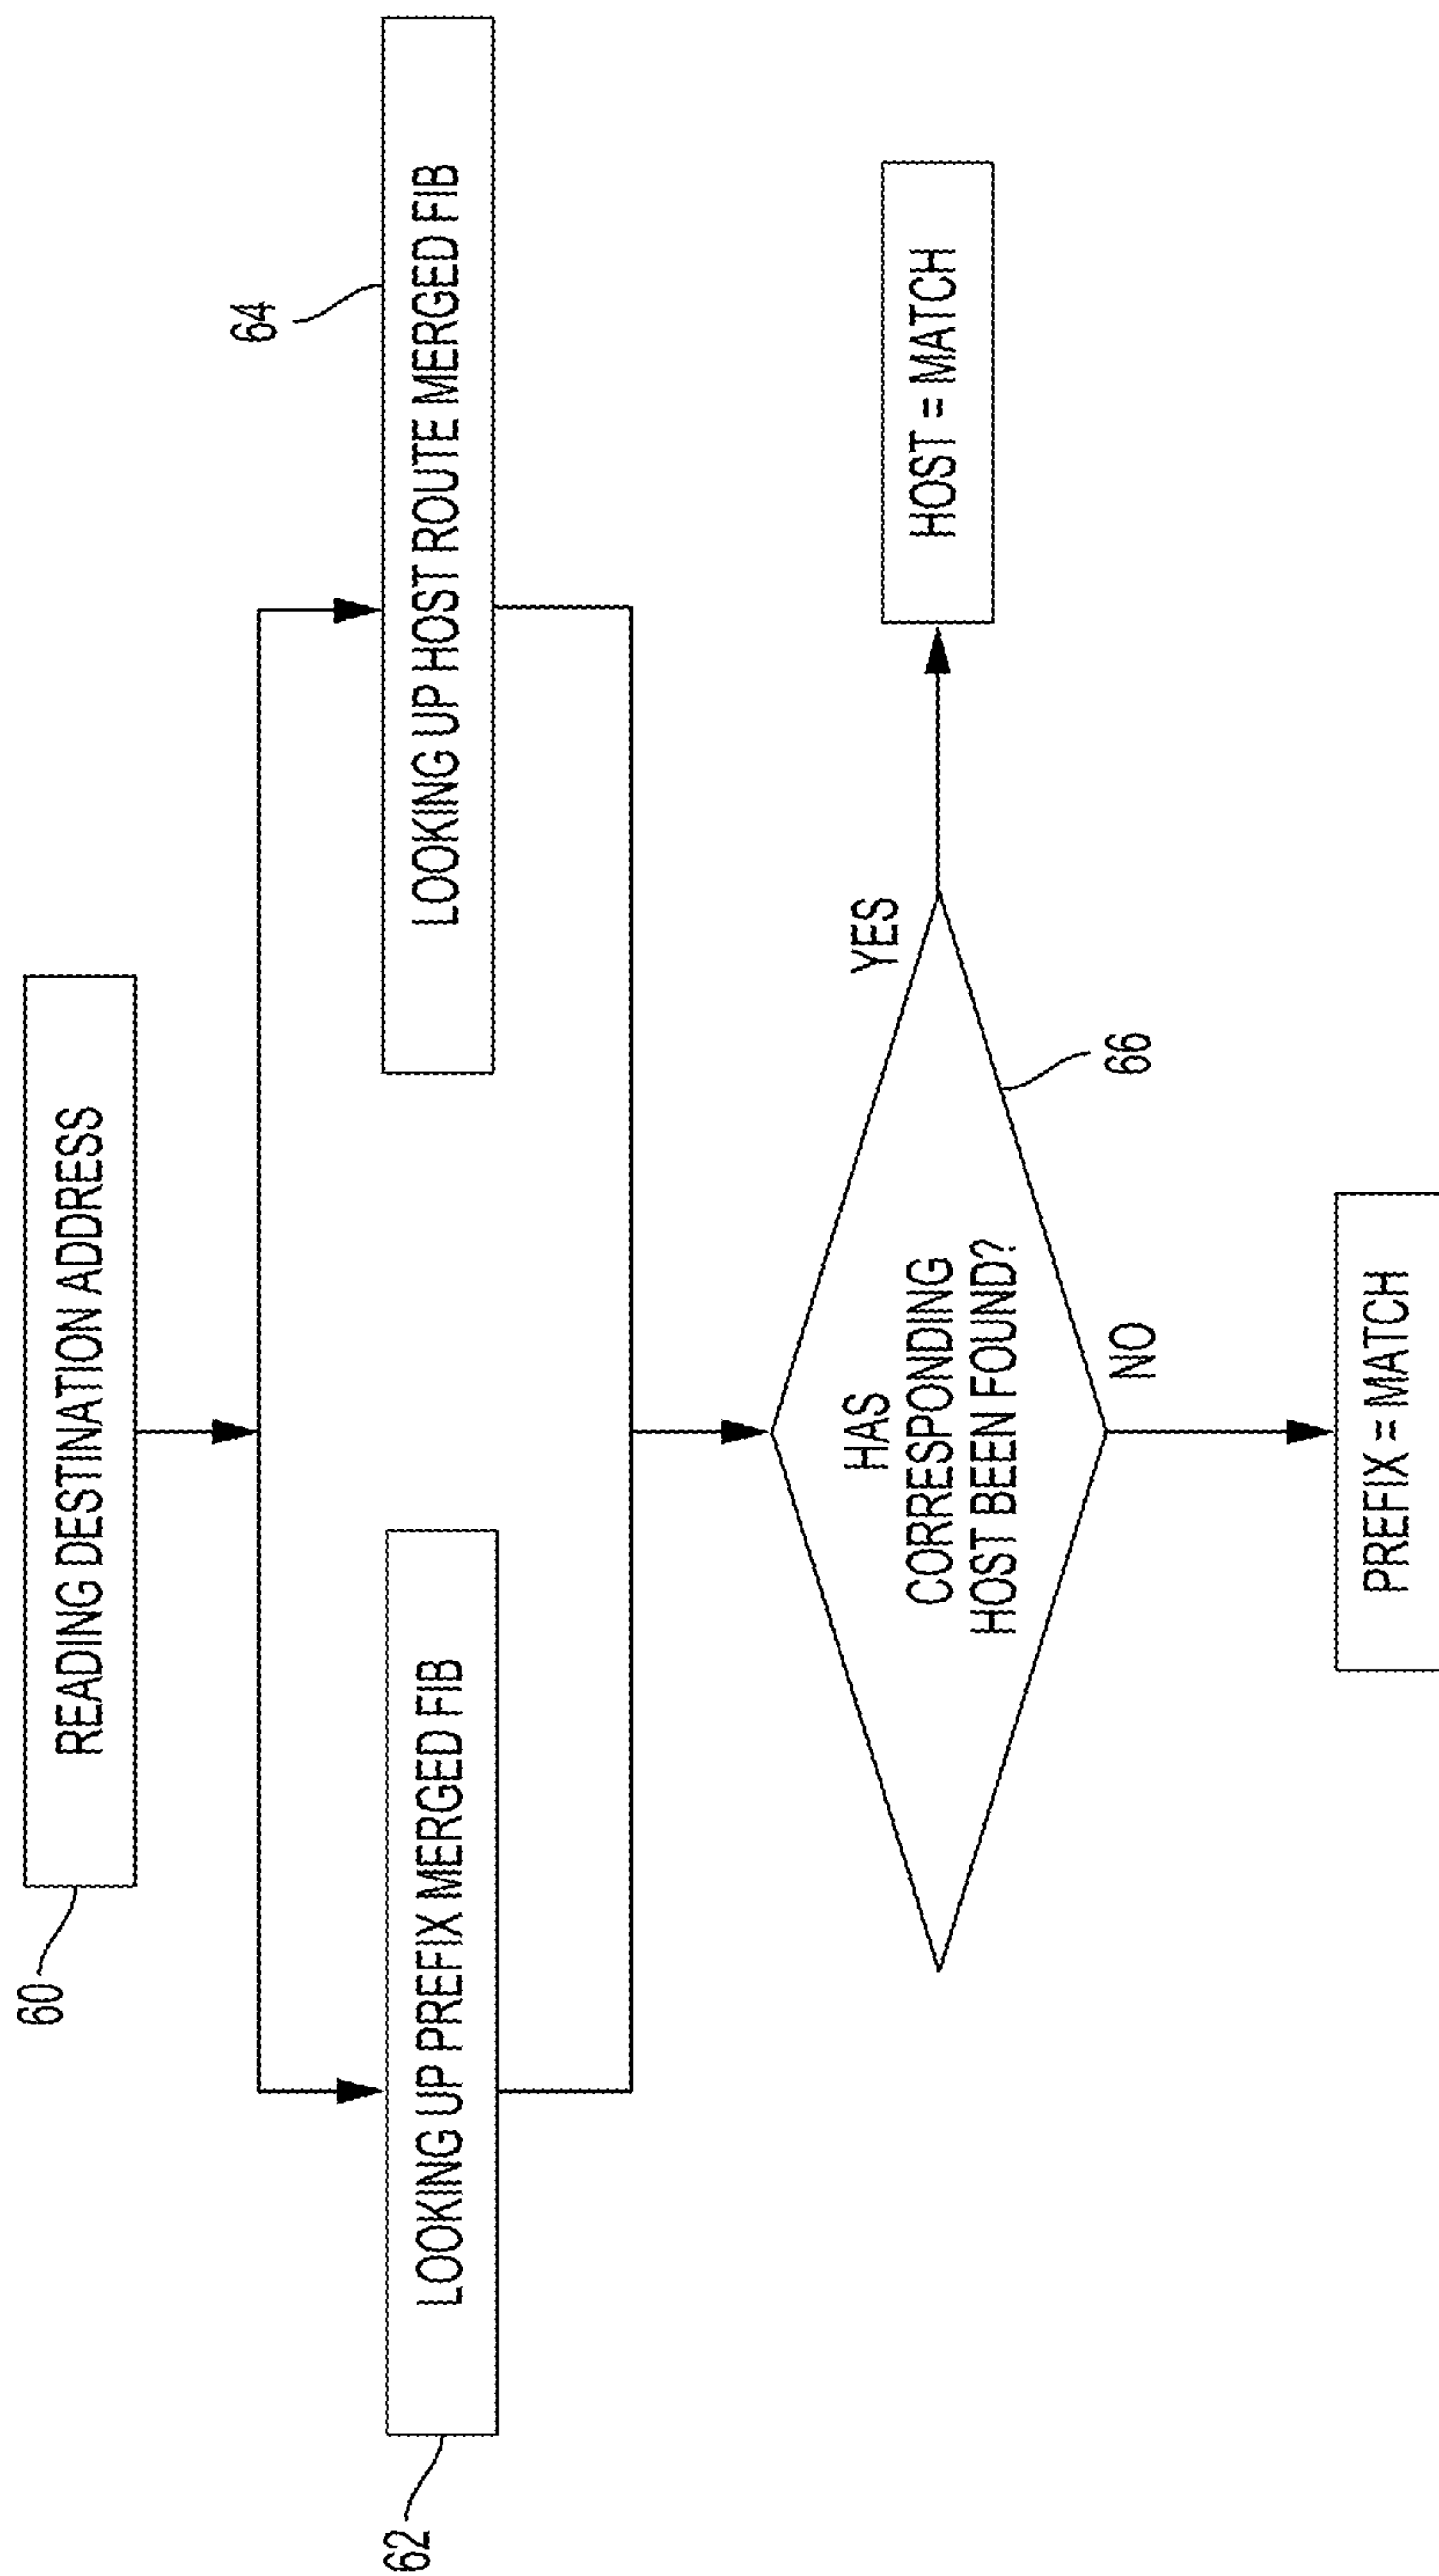 60
READING DESTINATION ADDRESS
62
LOOKING UP PREFIX MERGED FIB
64
LOOKING UP HOST ROUTE MERGED FIB
HAS
CORRESPONDING
HOST BEEN FOUND?
66
YES
HOST = MATCH
NO
PREFIX = MATCH